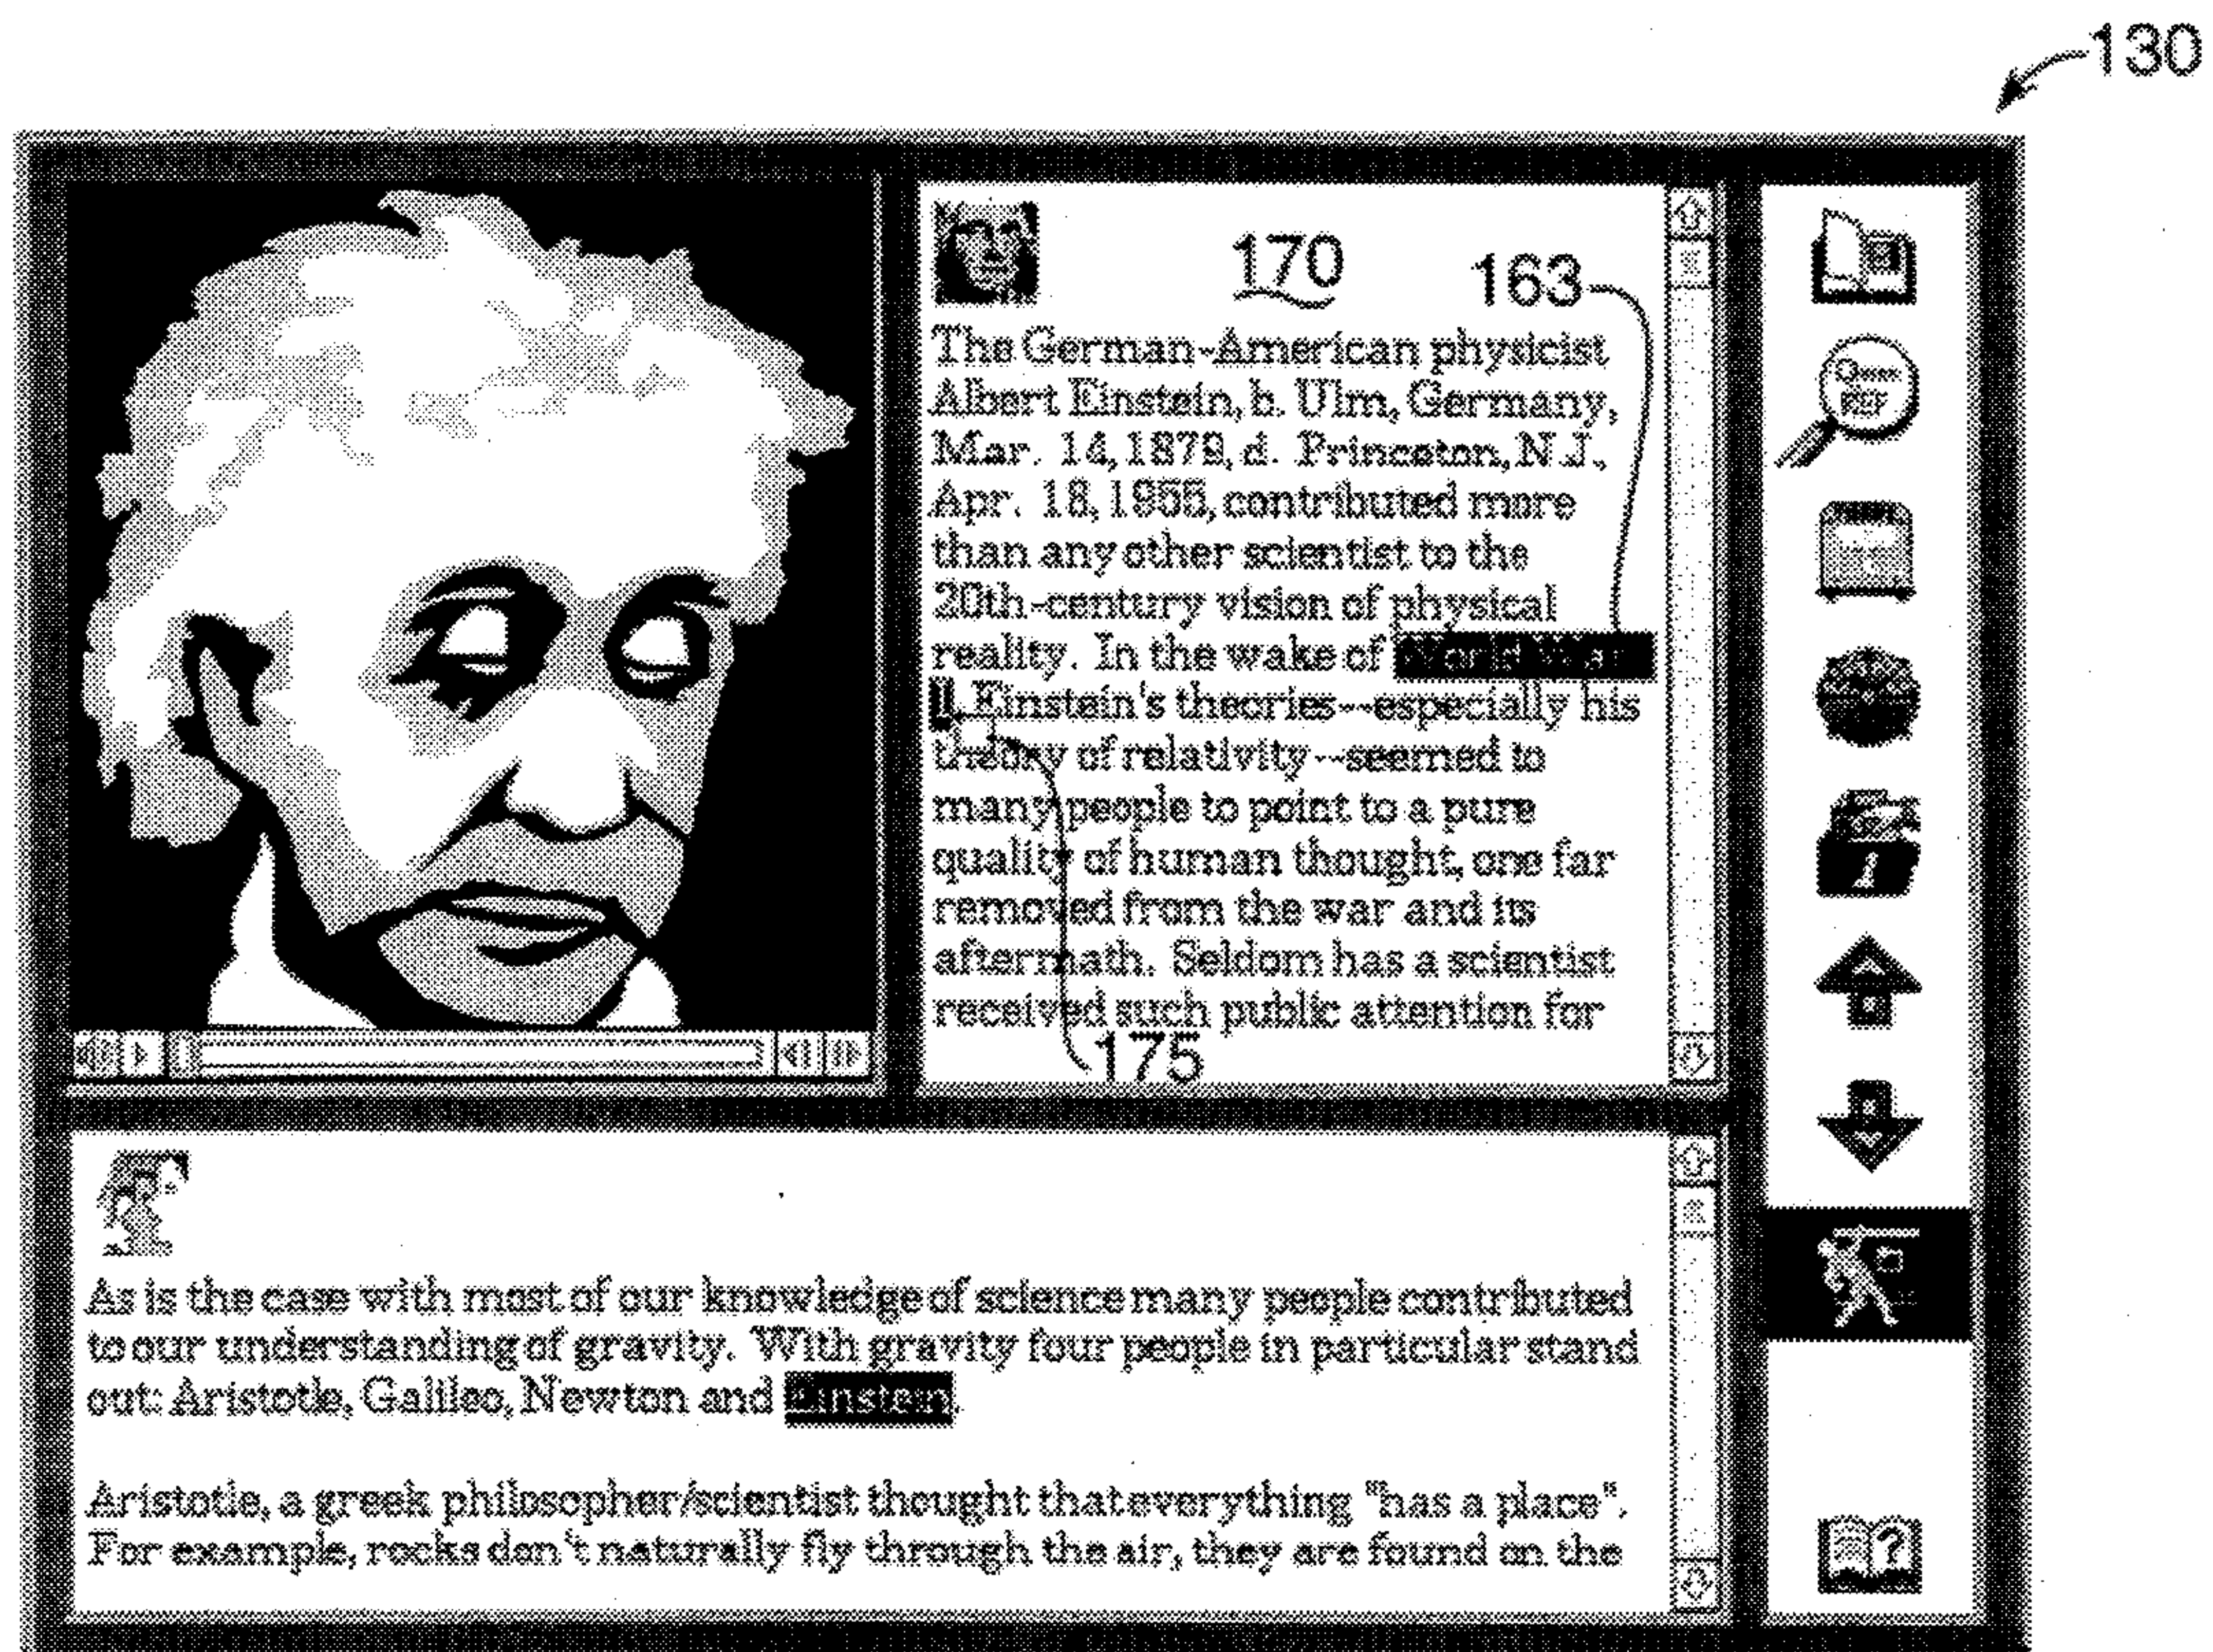 130
170
163
The German-American physicist
Albert Einstein, b. Ulm, Germany,
Mar. 14, 1879, d. Princeton, N.J.,
Apr. 18, 1955, contributed more
than any other scientist to the
20th-century vision of physical
reality. In the wake of World War
I, Einstein's theories--especially his
theory of relativity--seemed to
many people to point to a pure
quality of human thought, one far
removed from the war and its
aftermath. Seldom has a scientist
received such public attention for
175
As is the case with most of our knowledge of science many people contributed
to our understanding of gravity. With gravity four people in particular stand
out: Aristotle, Galileo, Newton and Einstein.
Aristotle, a greek philosopher/scientist thought that everything "has a place".
For example, rocks don't naturally fly through the air, they are found on the
REF
i
?